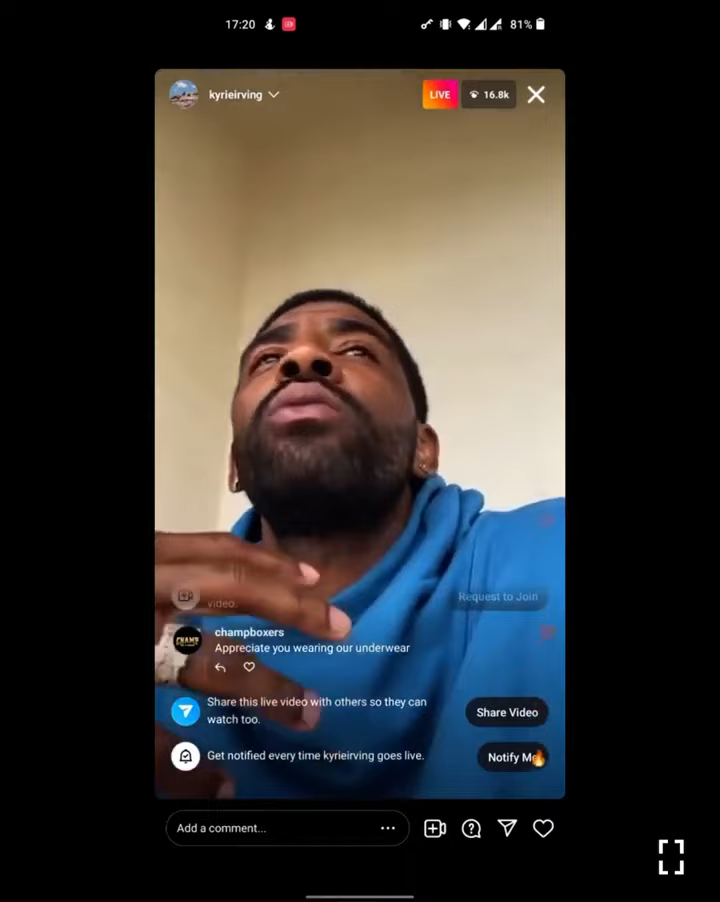 17:20
81%
kyrieirving
LIVE
16.8k
video.
Request to Join
CHAMP
champboxers
Appreciate you wearing our underwear
Share this live video with others so they can
watch too.
Share Video
Get notified every time kyrieirving goes live.
Notify Me
Add a comment...